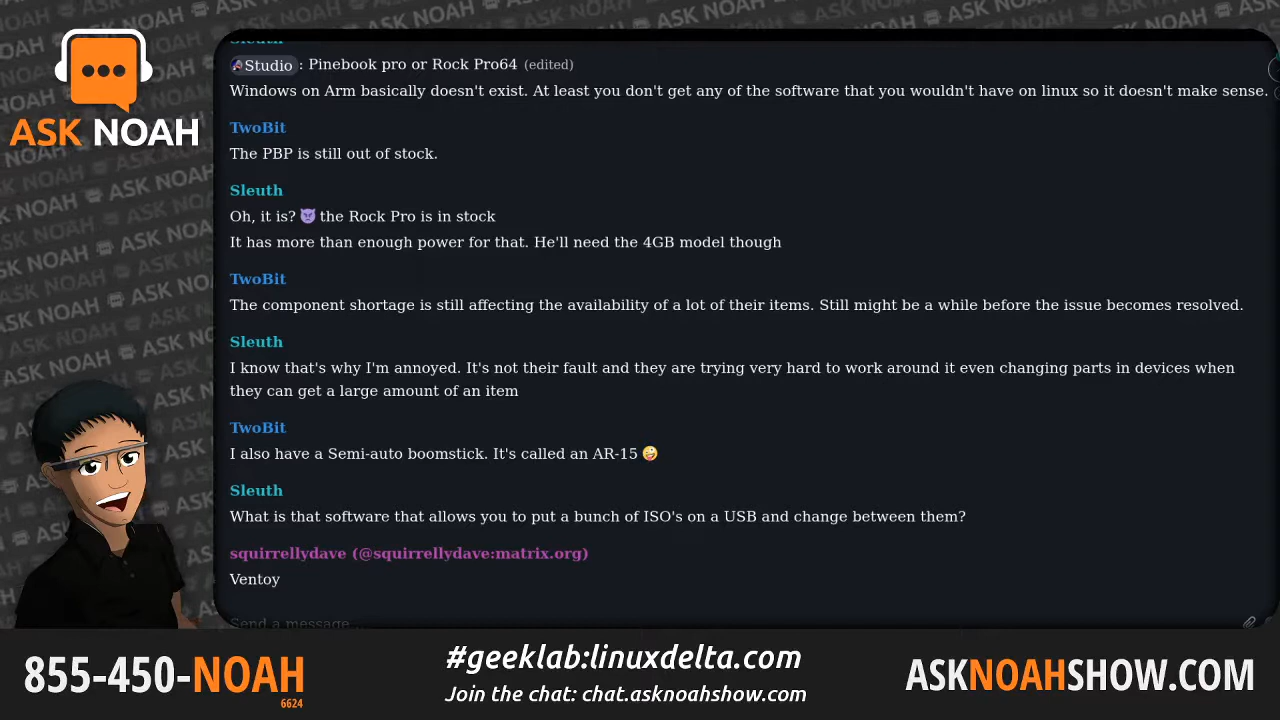 ASK NOAH
Sleuth
Studio : Pinebook pro or Rock Pro64 (edited)
Windows on Arm basically doesn't exist. At least you don't get any of the software that you wouldn't have on linux so it doesn't make sense.
TwoBit
The PBP is still out of stock.
Sleuth
Oh, it is? 👿 the Rock Pro is in stock
It has more than enough power for that. He'll need the 4GB model though
TwoBit
The component shortage is still affecting the availability of a lot of their items. Still might be a while before the issue becomes resolved.
Sleuth
I know that's why I'm annoyed. It's not their fault and they are trying very hard to work around it even changing parts in devices when
they can get a large amount of an item
TwoBit
I also have a Semi-auto boomstick. It's called an AR-15 🤪
Sleuth
What is that software that allows you to put a bunch of ISO's on a USB and change between them?
squirrellydave (@squirrellydave:matrix.org)
Ventoy
Send a message…
855-450-NOAH
6624
#geeklab:linuxdelta.com
Join the chat: chat.asknoahshow.com
ASKNOAHSHOW.COM